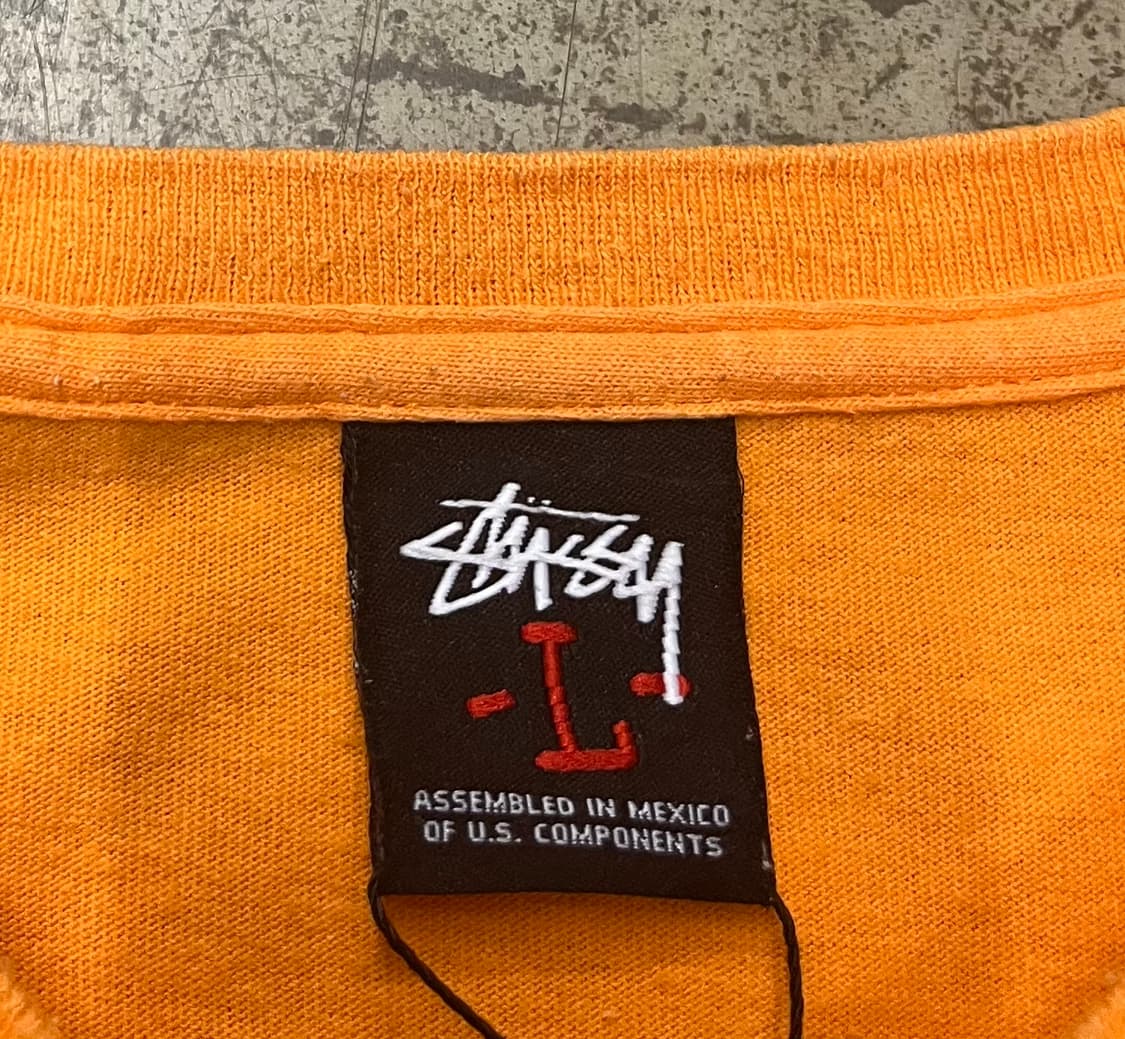 Stüssy
- L -
ASSEMBLED IN MEXICO
OF U.S. COMPONENTS